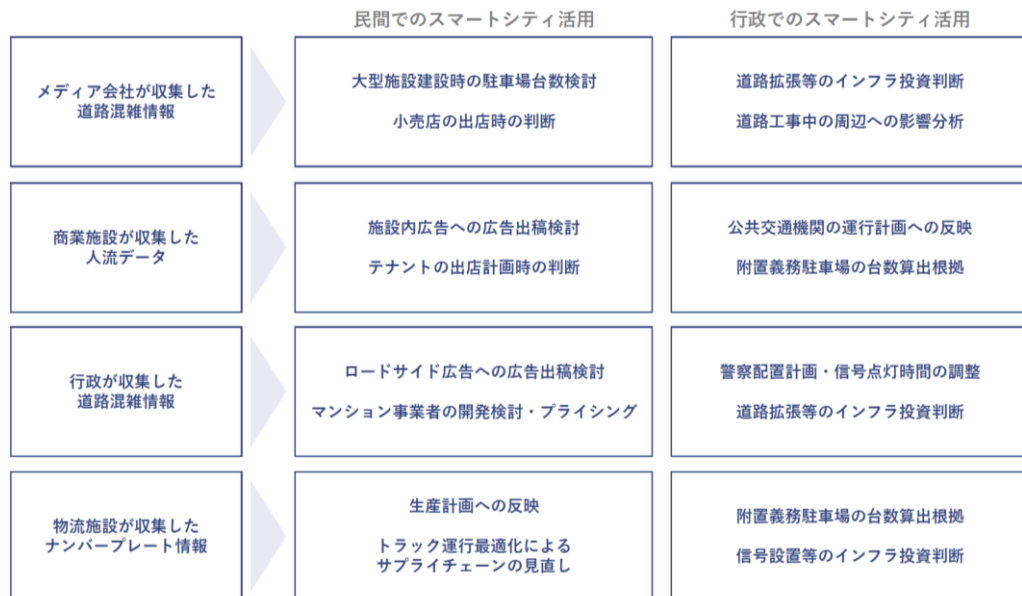 民間でのスマートシティ活用
行政でのスマートシティ活用
メディア会社が収集した
道路混雑情報
大型施設建設時の駐車場台数検討
小売店の出店時の判断
道路拡張等のインフラ投資判断
道路工事中の周辺への影響分析
商業施設が収集した
人流データ
施設内広告への広告出稿検討
テナントの出店計画時の判断
公共交通機関の運行計画への反映
附置義務駐車場の台数算出根拠
行政が収集した
道路混雑情報
ロードサイド広告への広告出稿検討
マンション事業者の開発検討・プライシング
警察配置計画・信号点灯時間の調整
道路拡張等のインフラ投資判断
物流施設が収集した
ナンバープレート情報
生産計画への反映
トラック運行最適化による
サプライチェーンの見直し
附置義務駐車場の台数算出根拠
信号設置等のインフラ投資判断